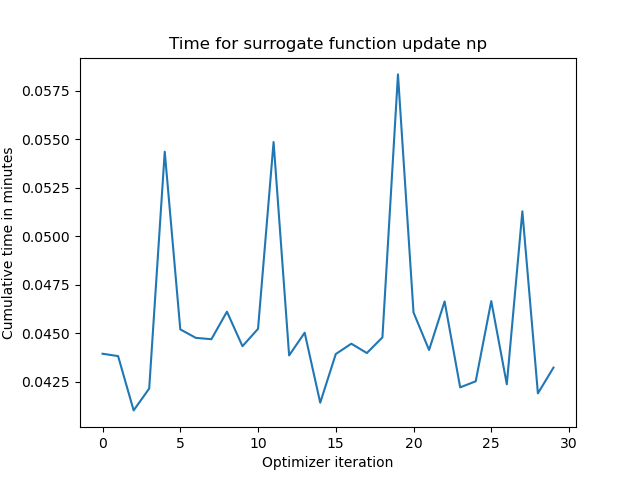 Time for surrogate function update np
Cumulative time in minutes
0.0575
0.0550
0.0525
0.0500
0.0475
0.0450
0.0425
0 5 10 15 20 25 30
Optimizer iteration